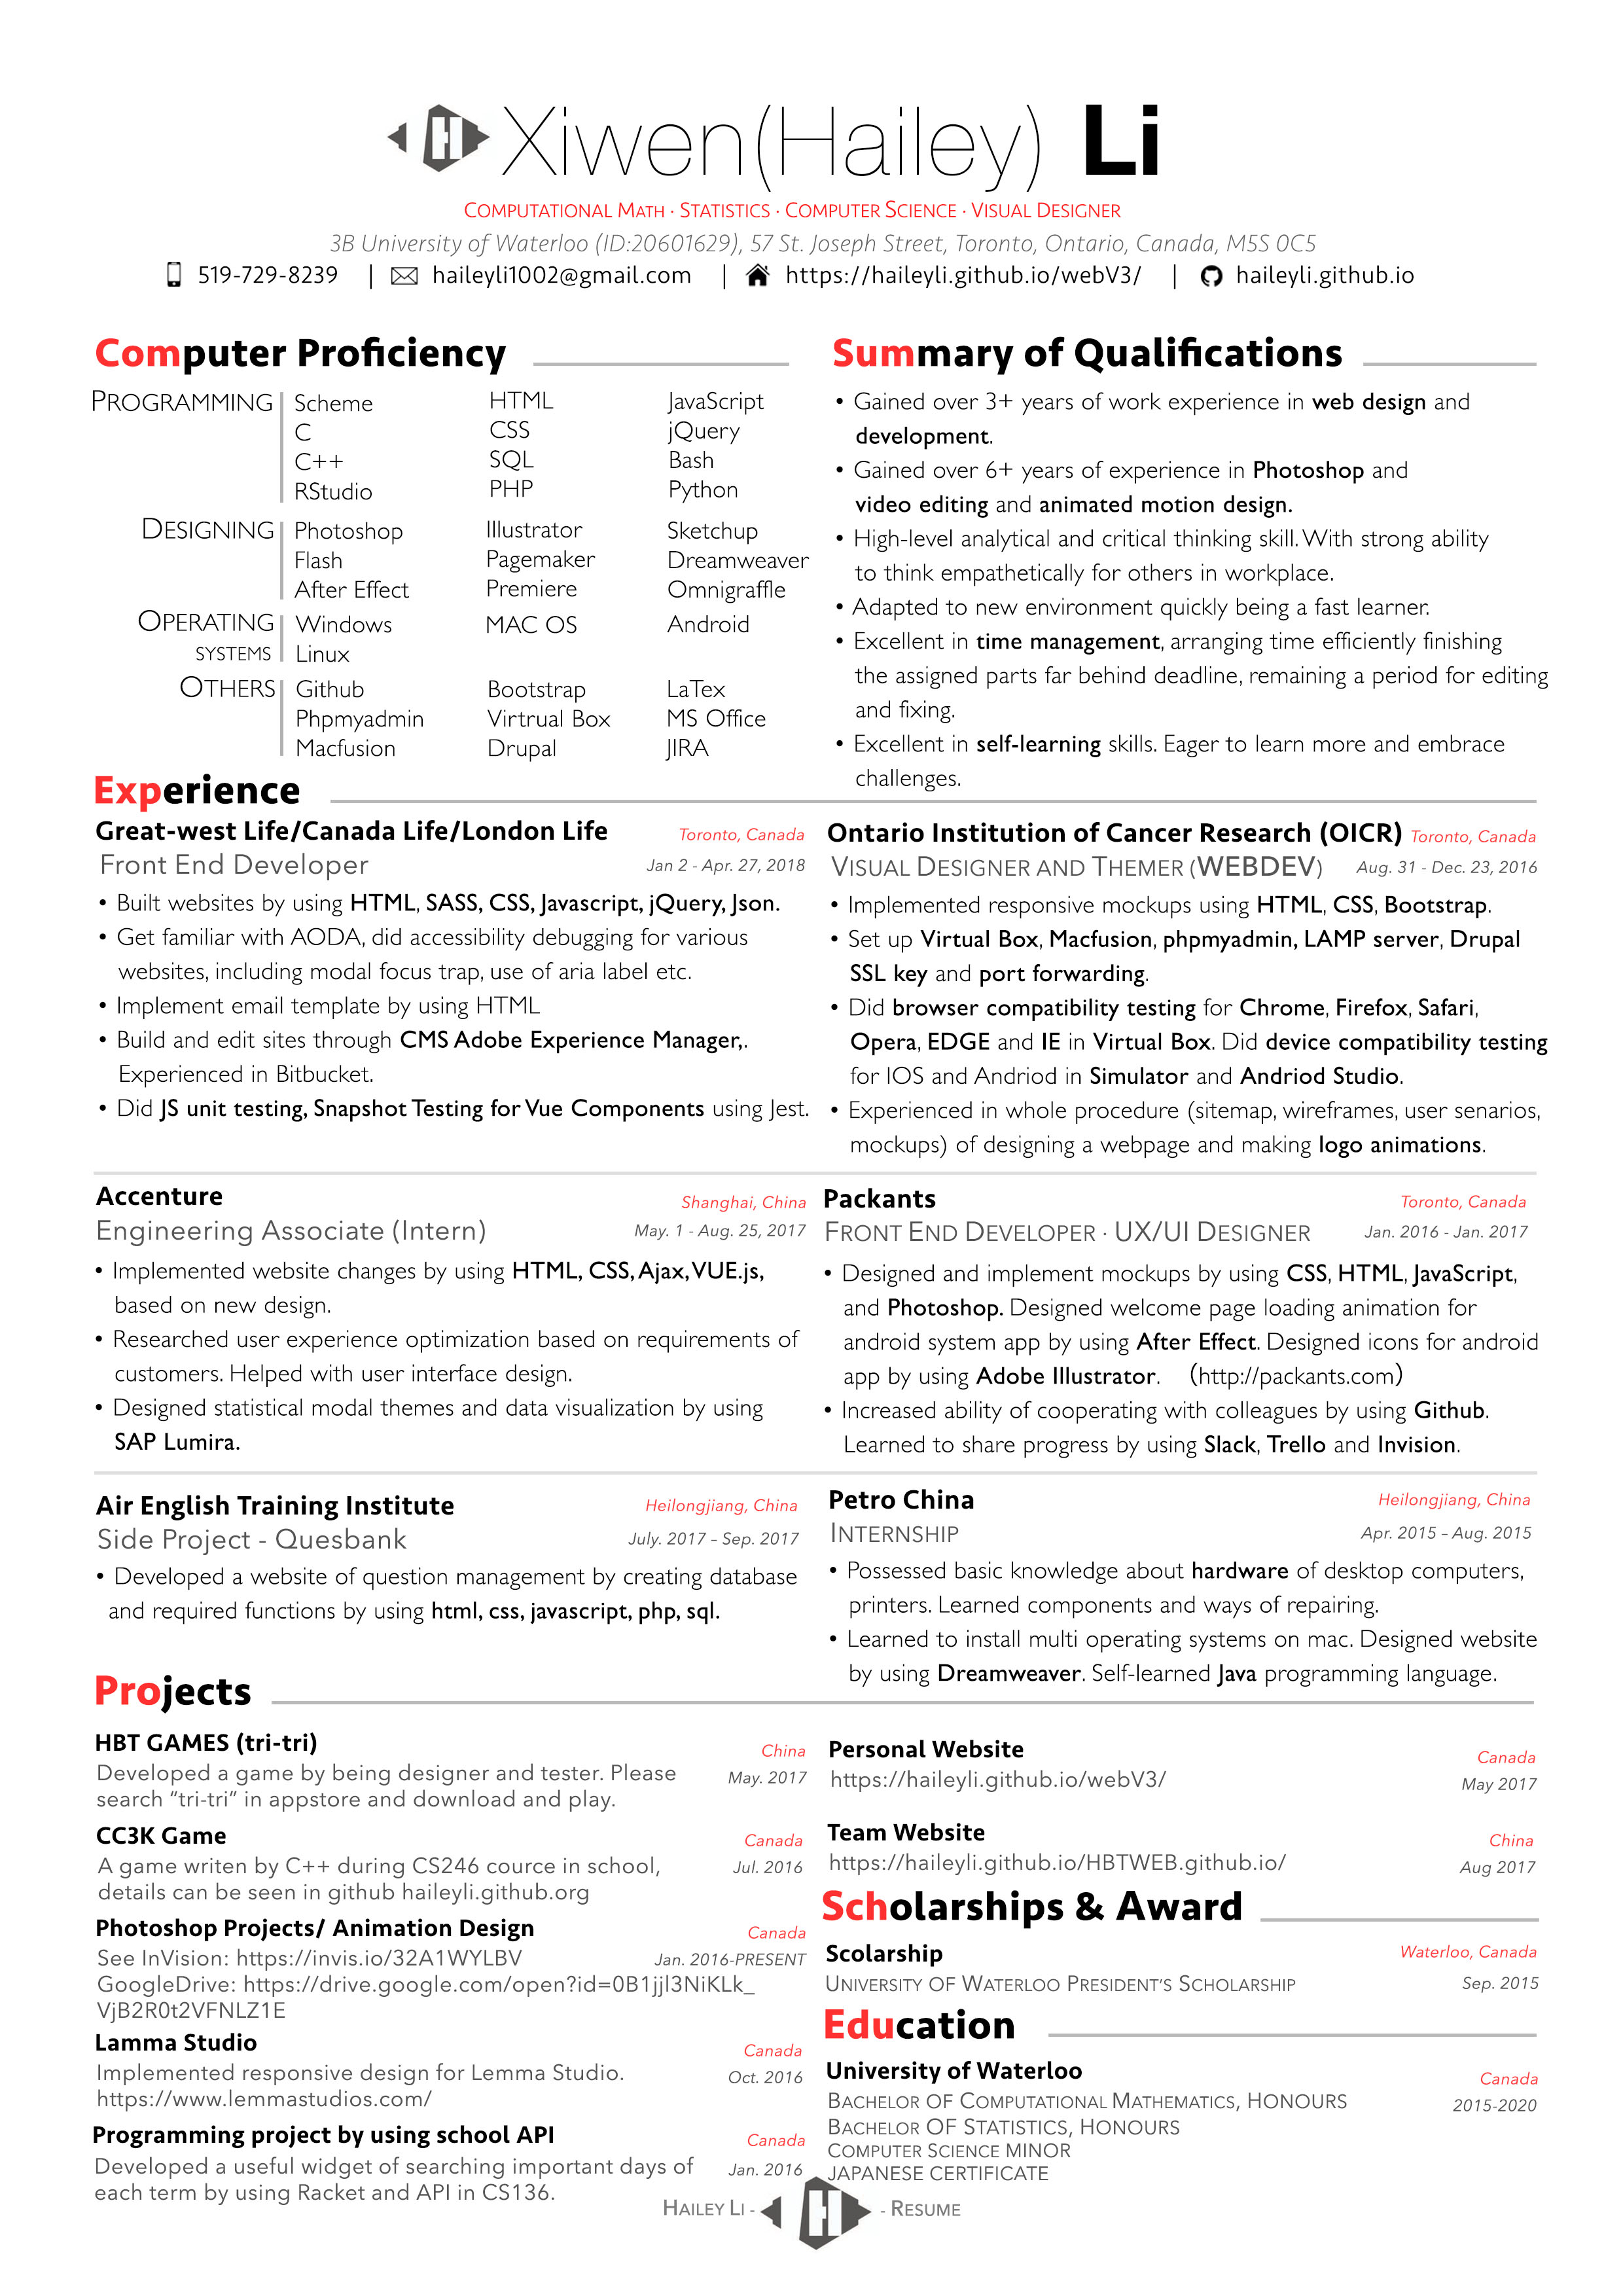 Xiwen(Hailey) Li
Computational Math · Statistics · Computer Science · Visual Designer
3B University of Waterloo (ID:20601629), 57 St. Joseph Street, Toronto, Ontario, Canada, M5S 0C5
519-729-8239 | haileyli1002@gmail.com | https://haileyli.github.io/webV3/ | haileyli.github.io
Computer Proficiency
Programming Scheme HTML JavaScript
C CSS jQuery
C++ SQL Bash
RStudio PHP Python
Designing Photoshop Illustrator Sketchup
Flash Pagemaker Dreamweaver
After Effect Premiere Omnigraffle
Operating Windows MAC OS Android
systems Linux
Others Github Bootstrap LaTex
Phpmyadmin Virtrual Box MS Office
Macfusion Drupal JIRA
Summary of Qualifications
• Gained over 3+ years of work experience in web design and
development.
• Gained over 6+ years of experience in Photoshop and
video editing and animated motion design.
• High-level analytical and critical thinking skill. With strong ability
to think empathetically for others in workplace.
• Adapted to new environment quickly being a fast learner.
• Excellent in time management, arranging time efficiently finishing
the assigned parts far behind deadline, remaining a period for editing
and fixing.
• Excellent in self-learning skills. Eager to learn more and embrace
challenges.
Experience
Great-west Life/Canada Life/London Life Toronto, Canada
Front End Developer Jan 2 - Apr. 27, 2018
• Built websites by using HTML, SASS, CSS, Javascript, jQuery, Json.
• Get familiar with AODA, did accessibility debugging for various
websites, including modal focus trap, use of aria label etc.
• Implement email template by using HTML
• Build and edit sites through CMS Adobe Experience Manager,.
Experienced in Bitbucket.
• Did JS unit testing, Snapshot Testing for Vue Components using Jest.
Ontario Institution of Cancer Research (OICR) Toronto, Canada
Visual Designer and Themer (WEBDEV) Aug. 31 - Dec. 23, 2016
• Implemented responsive mockups using HTML, CSS, Bootstrap.
• Set up Virtual Box, Macfusion, phpmyadmin, LAMP server, Drupal
SSL key and port forwarding.
• Did browser compatibility testing for Chrome, Firefox, Safari,
Opera, EDGE and IE in Virtual Box. Did device compatibility testing
for IOS and Andriod in Simulator and Andriod Studio.
• Experienced in whole procedure (sitemap, wireframes, user senarios,
mockups) of designing a webpage and making logo animations.
Accenture Shanghai, China
Engineering Associate (Intern) May. 1 - Aug. 25, 2017
• Implemented website changes by using HTML, CSS, Ajax, VUE.js,
based on new design.
• Researched user experience optimization based on requirements of
customers. Helped with user interface design.
• Designed statistical modal themes and data visualization by using
SAP Lumira.
Packants Toronto, Canada
Front End Developer · UX/UI Designer Jan. 2016 - Jan. 2017
• Designed and implement mockups by using CSS, HTML, JavaScript,
and Photoshop. Designed welcome page loading animation for
android system app by using After Effect. Designed icons for android
app by using Adobe Illustrator. (http://packants.com)
• Increased ability of cooperating with colleagues by using Github.
Learned to share progress by using Slack, Trello and Invision.
Air English Training Institute Heilongjiang, China
Side Project - Quesbank July. 2017 – Sep. 2017
• Developed a website of question management by creating database
and required functions by using html, css, javascript, php, sql.
Petro China Heilongjiang, China
Internship Apr. 2015 – Aug. 2015
• Possessed basic knowledge about hardware of desktop computers,
printers. Learned components and ways of repairing.
• Learned to install multi operating systems on mac. Designed website
by using Dreamweaver. Self-learned Java programming language.
Projects
HBT GAMES (tri-tri) China
Developed a game by being designer and tester. Please May. 2017
search “tri-tri” in appstore and download and play.
CC3K Game Canada
A game writen by C++ during CS246 cource in school, Jul. 2016
details can be seen in github haileyli.github.org
Photoshop Projects/ Animation Design Canada
See InVision: https://invis.io/32A1WYLBV Jan. 2016-PRESENT
GoogleDrive: https://drive.google.com/open?id=0B1jjl3NiKLk_
VjB2R0t2VFNLZ1E
Lamma Studio Canada
Implemented responsive design for Lemma Studio. Oct. 2016
https://www.lemmastudios.com/
Programming project by using school API Canada
Developed a useful widget of searching important days of Jan. 2016
each term by using Racket and API in CS136.
Personal Website Canada
https://haileyli.github.io/webV3/ May 2017
Team Website China
https://haileyli.github.io/HBTWEB.github.io/ Aug 2017
Scholarships & Award
Scolarship Waterloo, Canada
University of Waterloo President’s Scholarship Sep. 2015
Education
University of Waterloo Canada
Bachelor of Computational Mathematics, HONOURS 2015-2020
Bachelor OF Statistics, HONOURS
Computer Science MINOR
JAPANESE CERTIFICATE
Hailey Li - H - Resume